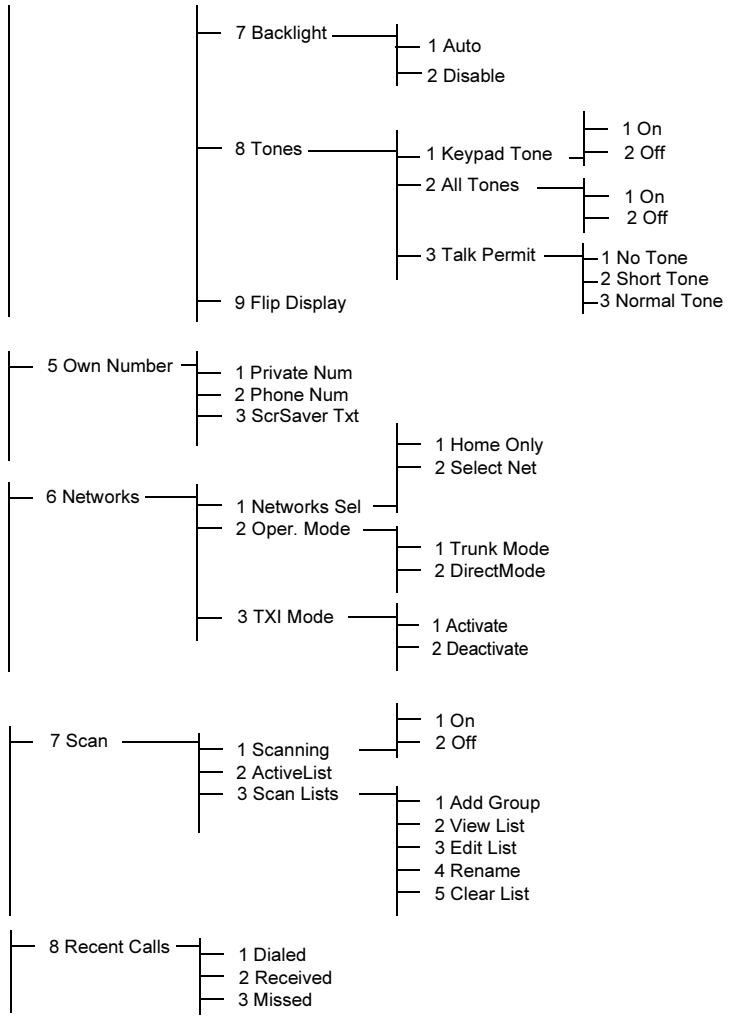 7 Backlight
1 Auto
2 Disable
8 Tones
1 Keypad Tone
1 On
2 Off
2 All Tones
1 On
2 Off
3 Talk Permit
1 No Tone
2 Short Tone
3 Normal Tone
9 Flip Display
5 Own Number
1 Private Num
2 Phone Num
3 ScrSaver Txt
6 Networks
1 Networks Sel
1 Home Only
2 Select Net
2 Oper. Mode
1 Trunk Mode
2 DirectMode
3 TXI Mode
1 Activate
2 Deactivate
7 Scan
1 Scanning
1 On
2 Off
2 ActiveList
3 Scan Lists
1 Add Group
2 View List
3 Edit List
4 Rename
5 Clear List
8 Recent Calls
1 Dialed
2 Received
3 Missed